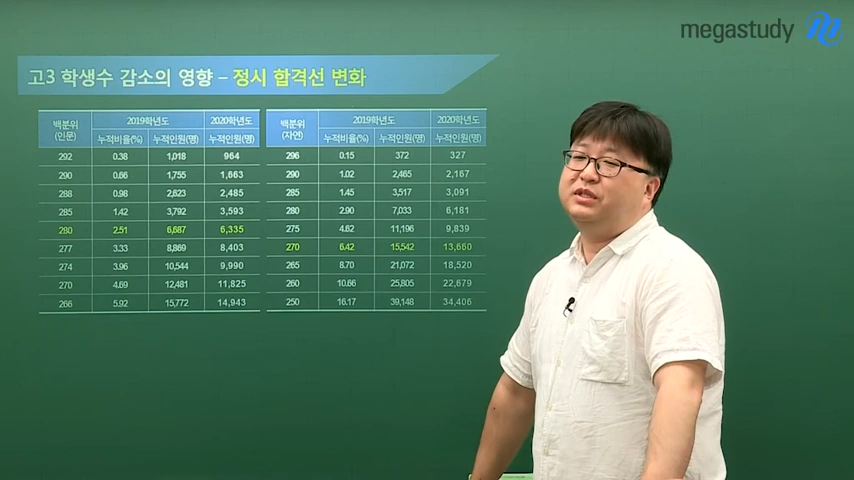 megastudy
고3 학생수 감소의 영향 – 정시 합격선 변화
백분위 (인문) 2019학년도 2020학년도
누적비율(%) 누적인원(명) 누적인원(명)
292 0.38 1,018 964
290 0.66 1,755 1,663
288 0.98 2,623 2,485
285 1.42 3,792 3,593
280 2.51 6,687 6,335
277 3.33 8,869 8,403
274 3.96 10,544 9,990
270 4.69 12,481 11,825
266 5.92 15,772 14,943
백분위 (자연) 2019학년도 2020학년도
누적비율(%) 누적인원(명) 누적인원(명)
296 0.15 372 327
290 1.02 2,465 2,167
285 1.45 3,517 3,091
280 2.90 7,033 6,181
275 4.62 11,196 9,839
270 6.42 15,542 13,660
265 8.70 21,072 18,520
260 10.66 25,805 22,679
250 16.17 39,148 34,406